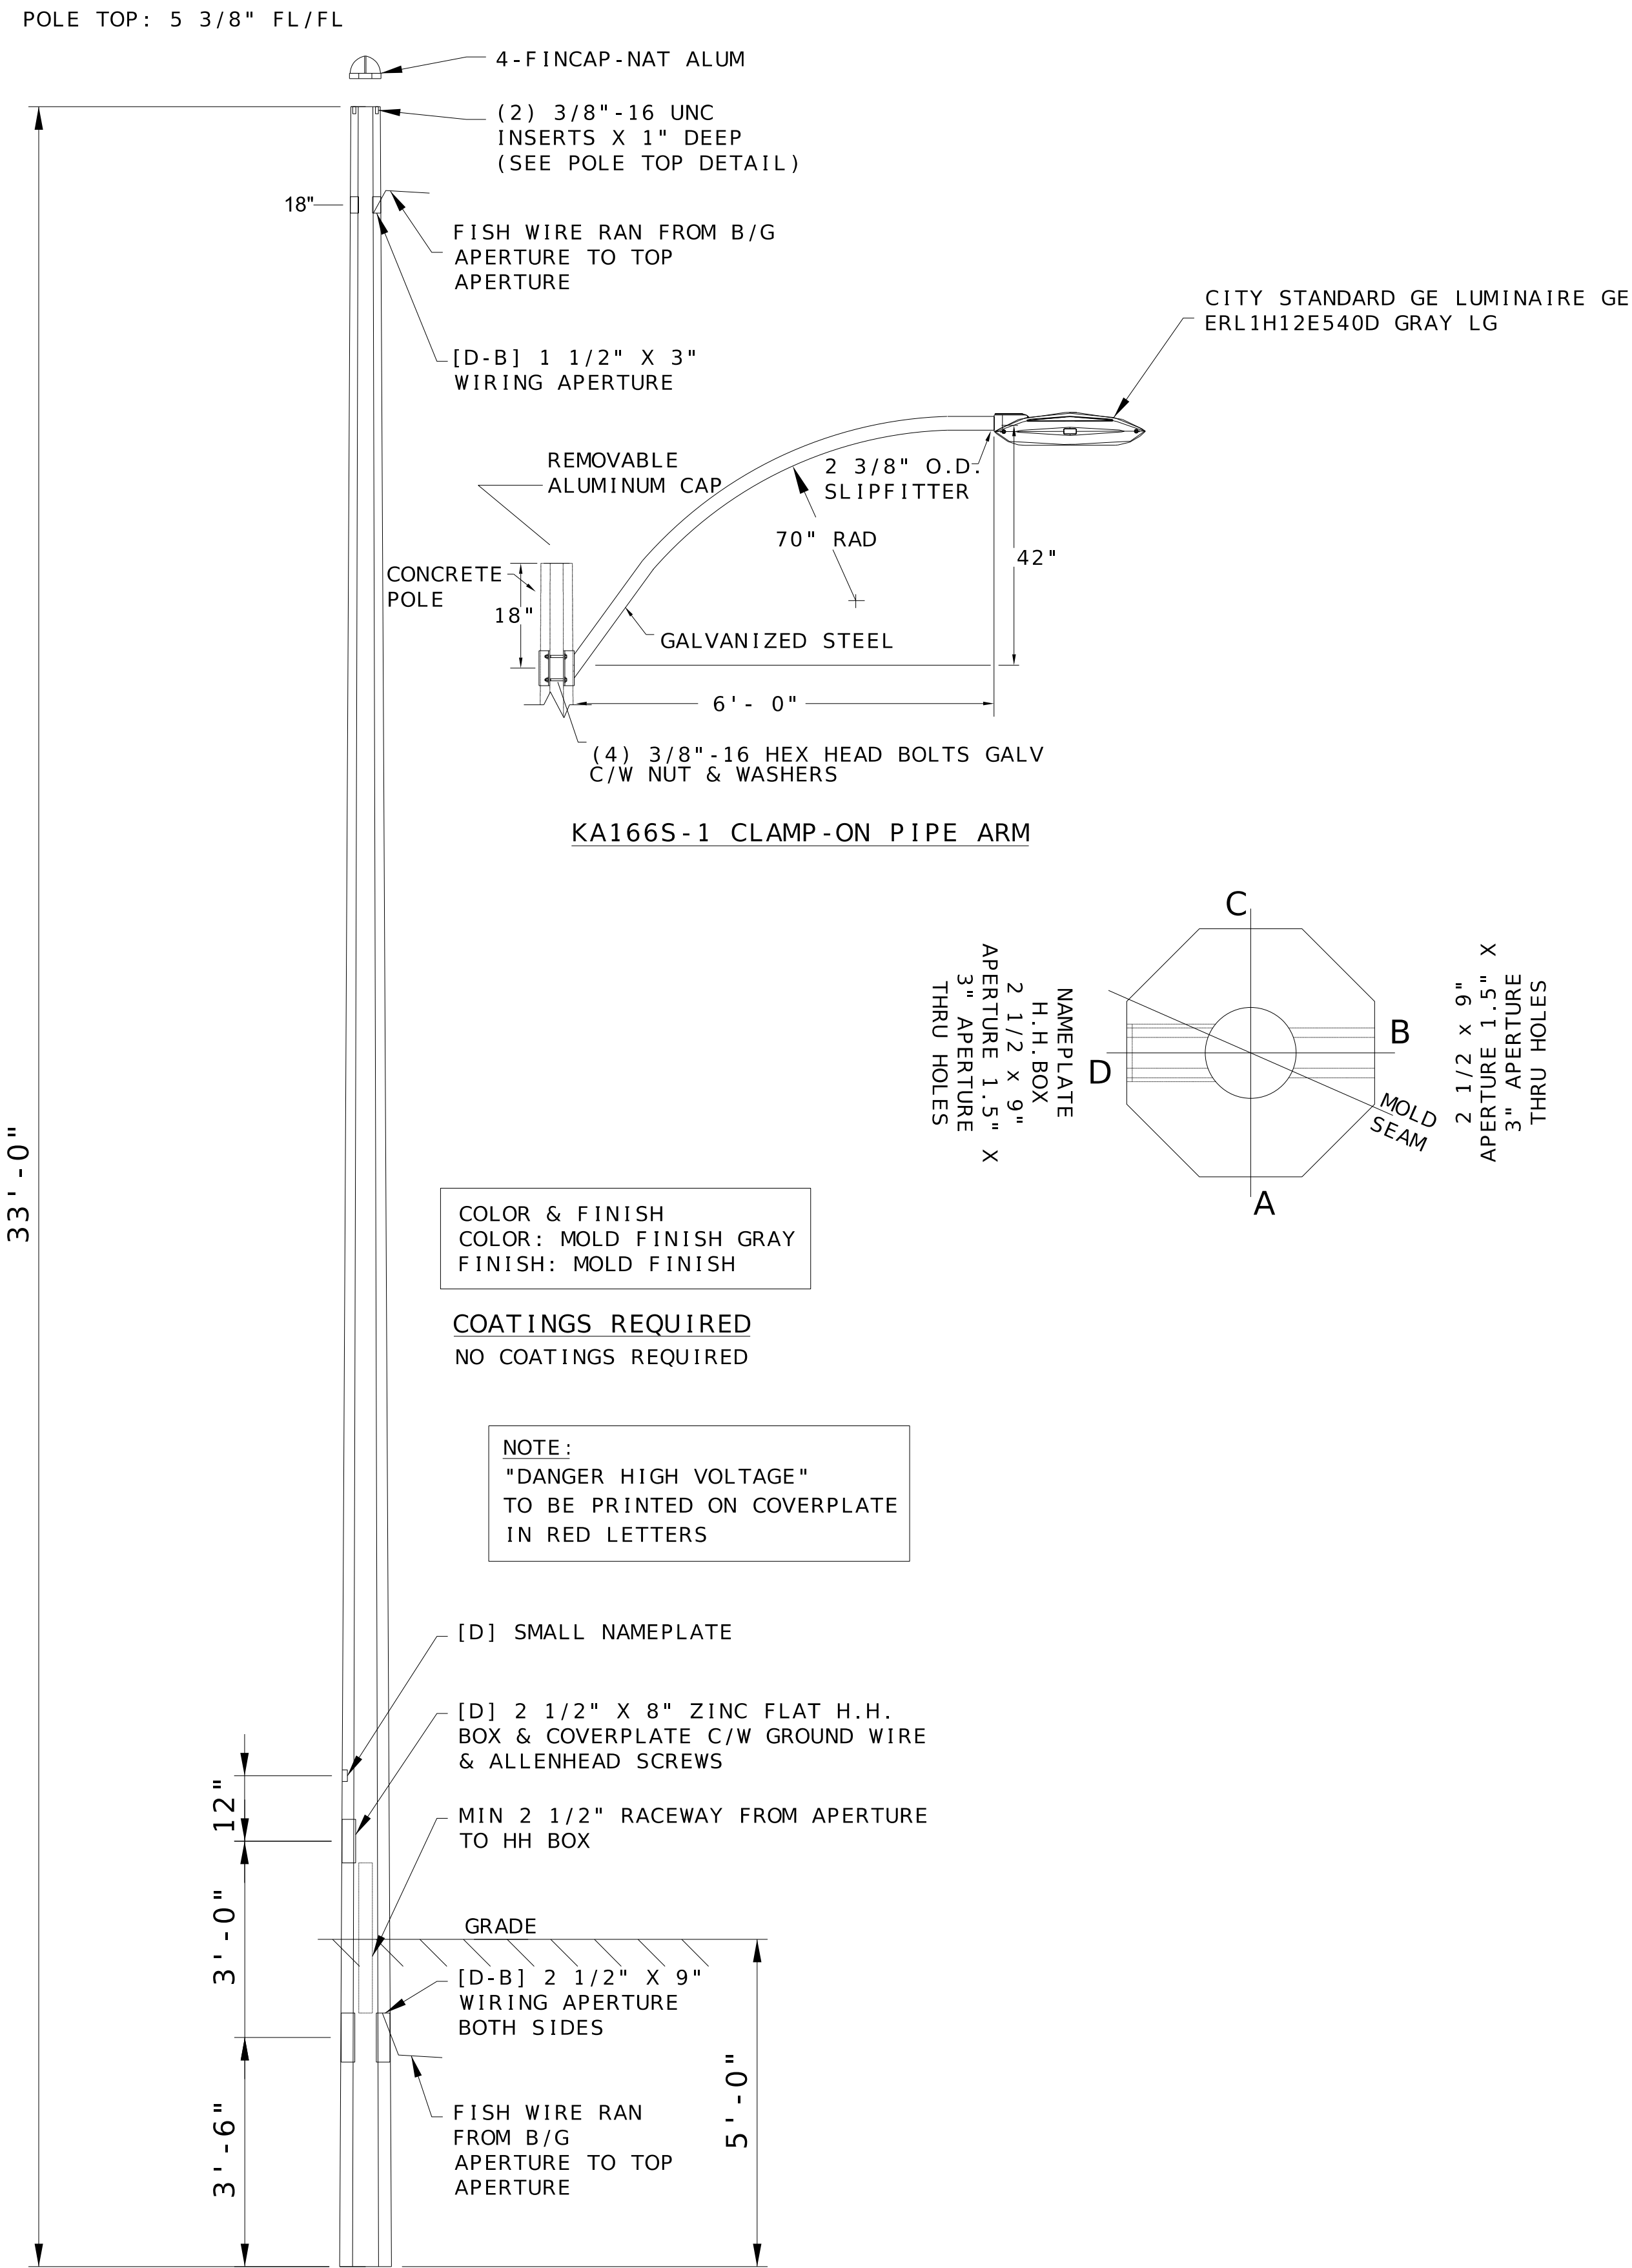 POLE TOP: 5 3/8" FL/FL
4-FINCAP-NAT ALUM
(2) 3/8"-16 UNC
INSERTS X 1" DEEP
(SEE POLE TOP DETAIL)
18"
FISH WIRE RAN FROM B/G
APERTURE TO TOP
APERTURE
[D-B] 1 1/2" X 3"
WIRING APERTURE
CITY STANDARD GE LUMINAIRE GE
ERL1H12E540D GRAY LG
REMOVABLE
ALUMINUM CAP
2 3/8" O.D.
SLIPFITTER
70" RAD
42"
CONCRETE
POLE
18"
GALVANIZED STEEL
6'- 0"
(4) 3/8"-16 HEX HEAD BOLTS GALV
C/W NUT & WASHERS
KA166S-1 CLAMP-ON PIPE ARM
C
B
D
A
MOLD
SEAM
NAMEPLATE
H.H.BOX
2 1/2 x 9"
APERTURE 1.5" X
3" APERTURE
THRU HOLES
2 1/2 x 9"
APERTURE 1.5" X
3" APERTURE
THRU HOLES
33'-0"
COLOR & FINISH
COLOR: MOLD FINISH GRAY
FINISH: MOLD FINISH
COATINGS REQUIRED
NO COATINGS REQUIRED
NOTE:
"DANGER HIGH VOLTAGE"
TO BE PRINTED ON COVERPLATE
IN RED LETTERS
[D] SMALL NAMEPLATE
[D] 2 1/2" X 8" ZINC FLAT H.H.
BOX & COVERPLATE C/W GROUND WIRE
& ALLENHEAD SCREWS
12"
MIN 2 1/2" RACEWAY FROM APERTURE
TO HH BOX
3'-0"
GRADE
[D-B] 2 1/2" X 9"
WIRING APERTURE
BOTH SIDES
5'-0"
3'-6"
FISH WIRE RAN
FROM B/G
APERTURE TO TOP
APERTURE